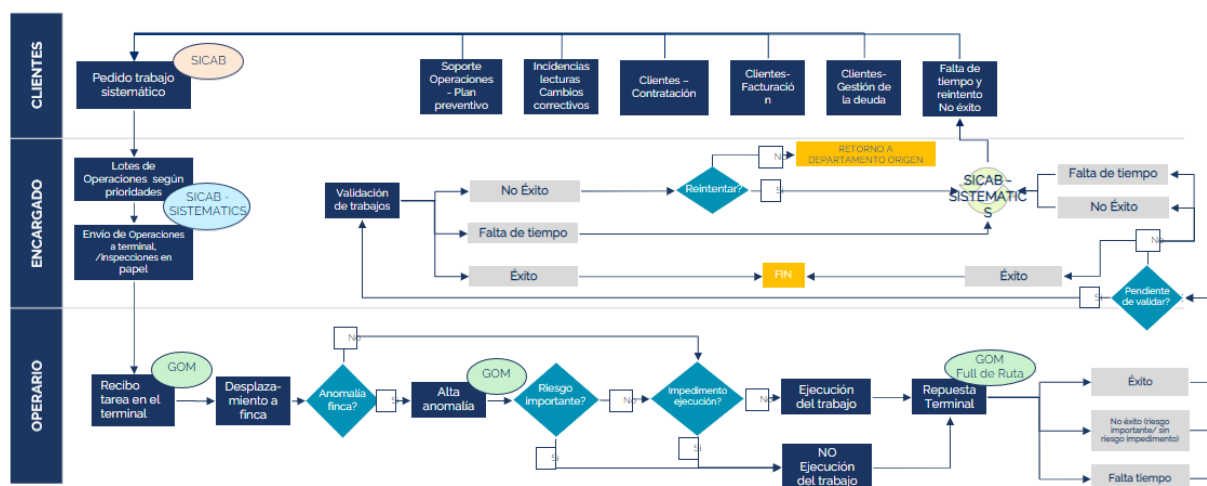 CLIENTES
Pedido trabajo
sistemático
SICAB
Soporte
Operaciones
- Plan
preventivo
Incidencias
lecturas
Cambios
correctivos
Clientes –
Contratación
Clientes-
Facturació
n
Clientes-
Gestión de
la deuda
Falta de
tiempo y
reintento
No éxito
ENCARGADO
Lotes de
Operaciones según
prioridades
SICAB -
SISTEMATICS
Envío de Operaciones
a terminal,
/inspecciones en
papel
Validación
de trabajos
No Éxito
Reintentar?
No
RETORNO A
DEPARTAMENTO ORIGEN
Si
SICAB -
SISTEMATIC
S
Falta de tiempo
No Éxito
Falta de tiempo
Éxito
FIN
Éxito
No
Si
Pendiente
de validar?
OPERARIO
Recibo
tarea en el
terminal
GOM
Desplaza-
miento a
finca
Anomalía
finca?
No
Si
Alta
anomalía
GOM
Riesgo
importante?
No
Si
Impedimento
ejecución?
No
Si
Ejecución
del trabajo
NO
Ejecución
del trabajo
Repuesta
Terminal
GOM
Full de Ruta
Éxito
No éxito (riesgo
importante/ sin
riesgo impedimento)
Falta tiempo